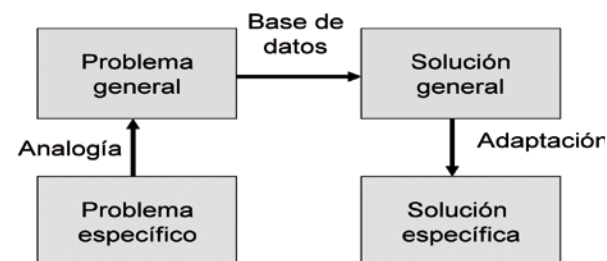 Base de
datos
Problema
general
Solución
general
Analogía
Adaptación
Problema
específico
Solución
específica